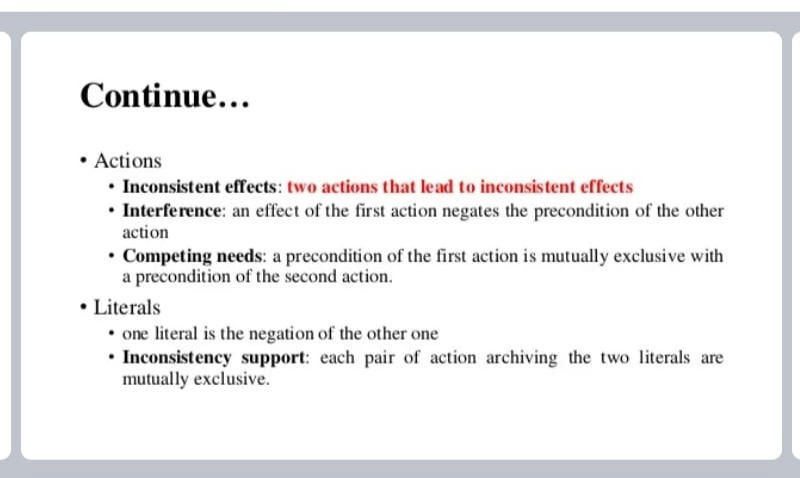 Continue…
• Actions
• Inconsistent effects: two actions that lead to inconsistent effects
• Interference: an effect of the first action negates the precondition of the other
action
• Competing needs: a precondition of the first action is mutually exclusive with
a precondition of the second action.
• Literals
• one literal is the negation of the other one
• Inconsistency support: each pair of action archiving the two literals are
mutually exclusive.